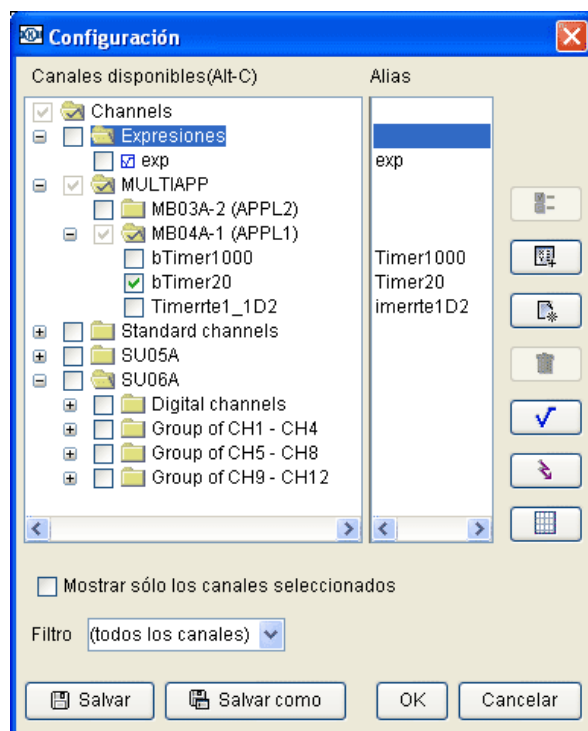 Configuración
Canales disponibles(Alt-C) Alias
Channels
Expresiones
exp exp
MULTIAPP
MB03A-2 (APPL2)
MB04A-1 (APPL1)
bTimer1000 Timer1000
bTimer20 Timer20
Timerrte1_1D2 imerrte1D2
Standard channels
SU05A
SU06A
Digital channels
Group of CH1 - CH4
Group of CH5 - CH8
Group of CH9 - CH12
Mostrar sólo los canales seleccionados
Filtro (todos los canales)
Salvar Salvar como OK Cancelar